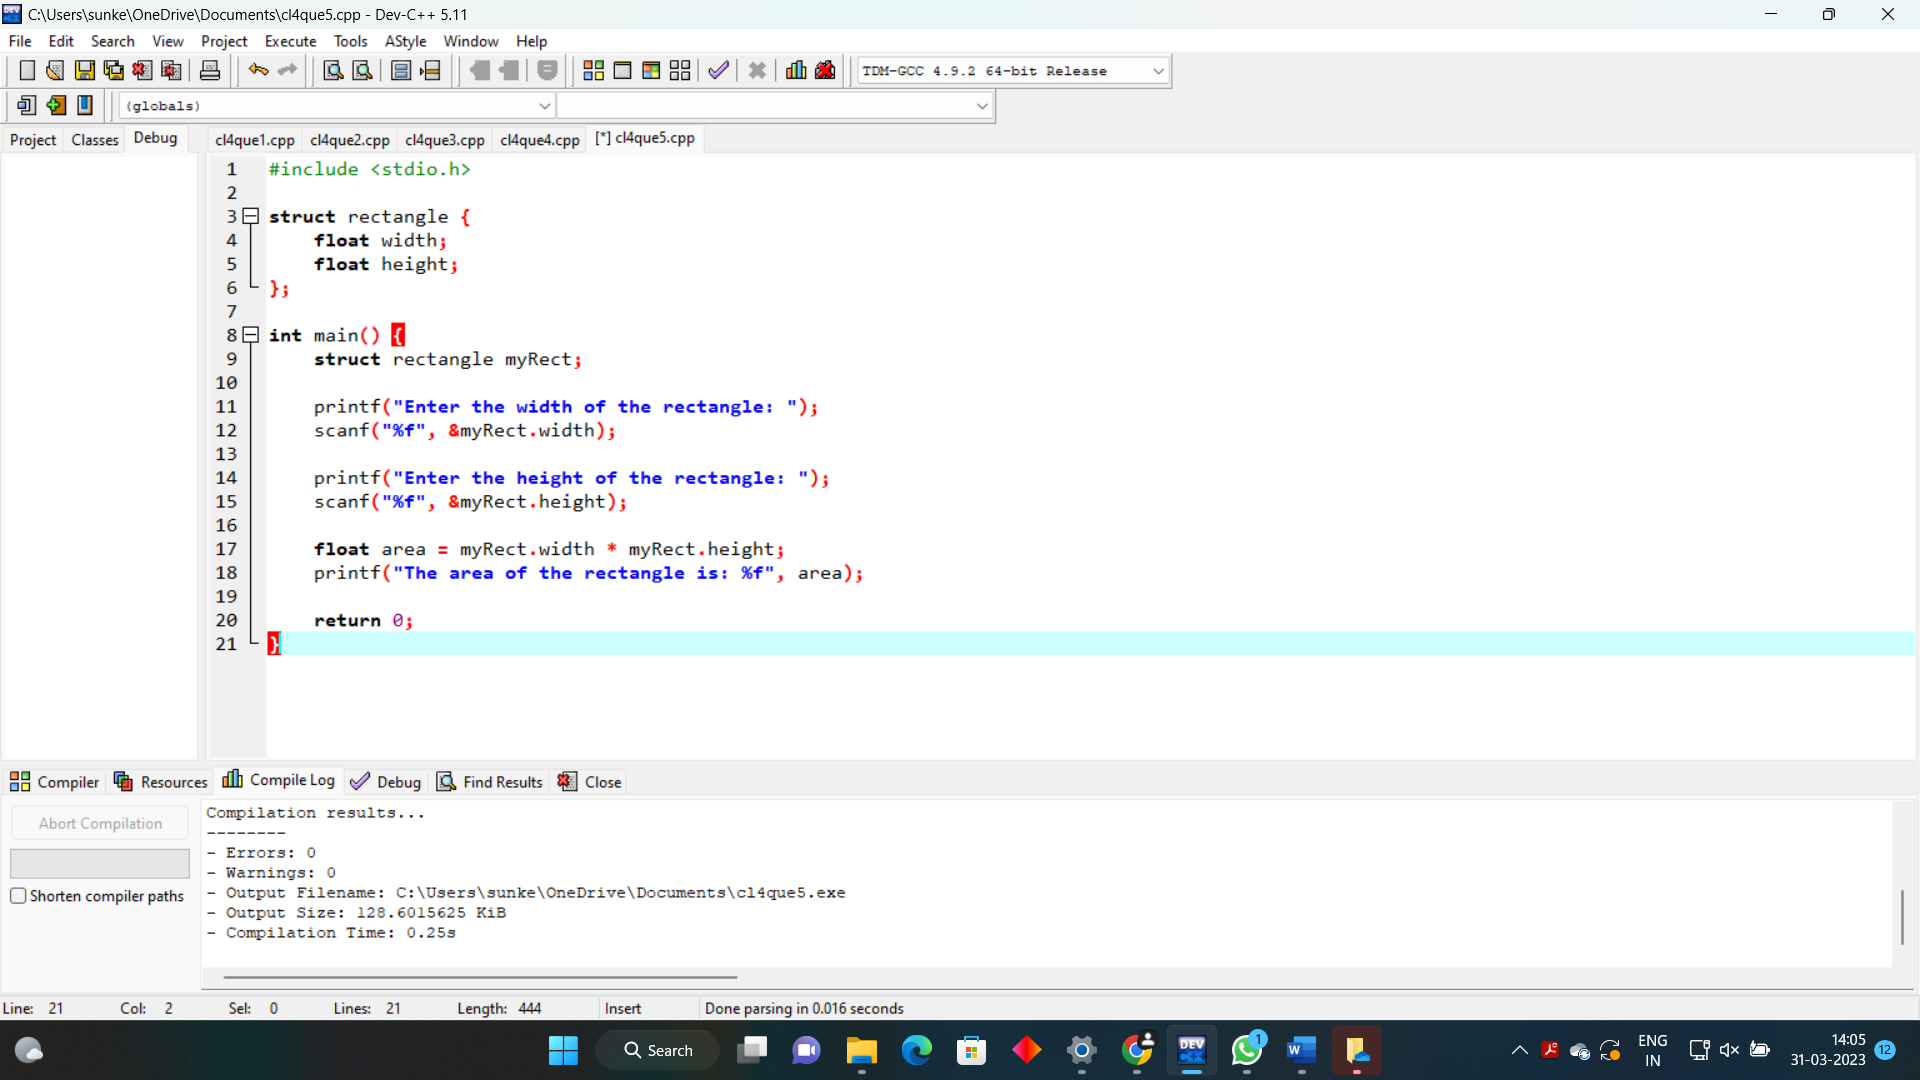 C:\Users\sunke\OneDrive\Documents\cl4que5.cpp - Dev-C++ 5.11
File Edit Search View Project Execute Tools AStyle Window Help
TDM-GCC 4.9.2 64-bit Release
(globals)
Project Classes Debug cl4que1.cpp cl4que2.cpp cl4que3.cpp cl4que4.cpp [*] cl4que5.cpp
1 #include <stdio.h>
2
3 struct rectangle {
4 float width;
5 float height;
6 };
7
8 int main() {
9 struct rectangle myRect;
10
11 printf("Enter the width of the rectangle: ");
12 scanf("%f", &myRect.width);
13
14 printf("Enter the height of the rectangle: ");
15 scanf("%f", &myRect.height);
16
17 float area = myRect.width * myRect.height;
18 printf("The area of the rectangle is: %f", area);
19
20 return 0;
21 }
Compiler Resources Compile Log Debug Find Results Close
Abort Compilation
Shorten compiler paths
Compilation results...
--------
- Errors: 0
- Warnings: 0
- Output Filename: C:\Users\sunke\OneDrive\Documents\cl4que5.exe
- Output Size: 128.6015625 KiB
- Compilation Time: 0.25s
Line: 21 Col: 2 Sel: 0 Lines: 21 Length: 444 Insert Done parsing in 0.016 seconds
Search
DEV
C++
1
W
ENG
IN
14:05
31-03-2023
12